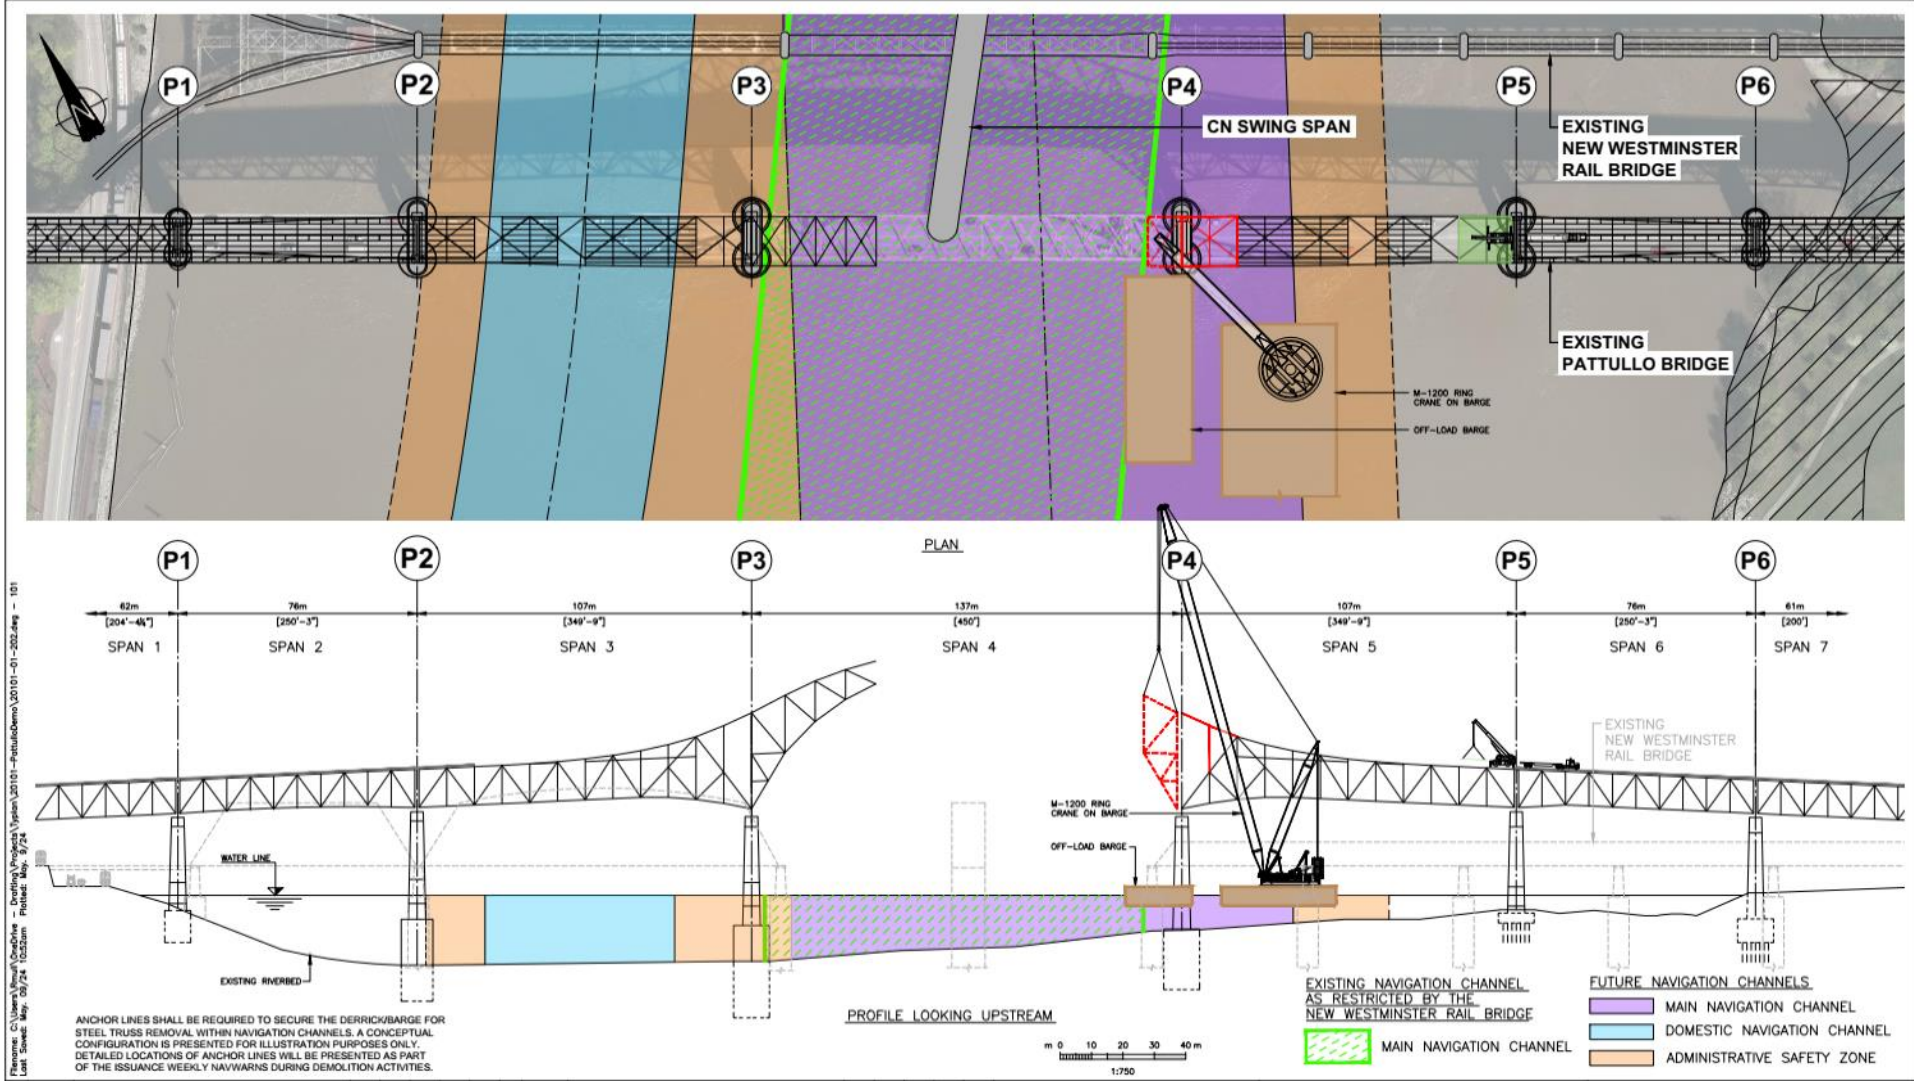 P1
P2
P3
P4
P5
P6
N
CN SWING SPAN
EXISTING
NEW WESTMINSTER
RAIL BRIDGE
EXISTING
PATTULLO BRIDGE
M-1200 RING
CRANE ON BARGE
OFF-LOAD BARGE
PLAN
P1
P2
P3
P4
P5
P6
62m
76m
107m
137m
107m
76m
61m
[204'-4¼"]
[250'-3"]
[349'-9"]
[450']
[349'-9"]
[250'-3"]
[200']
SPAN 1
SPAN 2
SPAN 3
SPAN 4
SPAN 5
SPAN 6
SPAN 7
EXISTING
NEW WESTMINSTER
RAIL BRIDGE
M-1200 RING
CRANE ON BARGE
OFF-LOAD BARGE
WATER LINE
EXISTING RIVERBED
ANCHOR LINES SHALL BE REQUIRED TO SECURE THE DERRICK/BARGE FOR
STEEL TRUSS REMOVAL WITHIN NAVIGATION CHANNELS. A CONCEPTUAL
CONFIGURATION IS PRESENTED FOR ILLUSTRATION PURPOSES ONLY.
DETAILED LOCATIONS OF ANCHOR LINES WILL BE PRESENTED AS PART
OF THE ISSUANCE WEEKLY NAVWARNS DURING DEMOLITION ACTIVITIES.
PROFILE LOOKING UPSTREAM
m 0 10 20 30 40 m
1:750
EXISTING NAVIGATION CHANNEL
AS RESTRICTED BY THE
NEW WESTMINSTER RAIL BRIDGE
MAIN NAVIGATION CHANNEL
FUTURE NAVIGATION CHANNELS
MAIN NAVIGATION CHANNEL
DOMESTIC NAVIGATION CHANNEL
ADMINISTRATIVE SAFETY ZONE